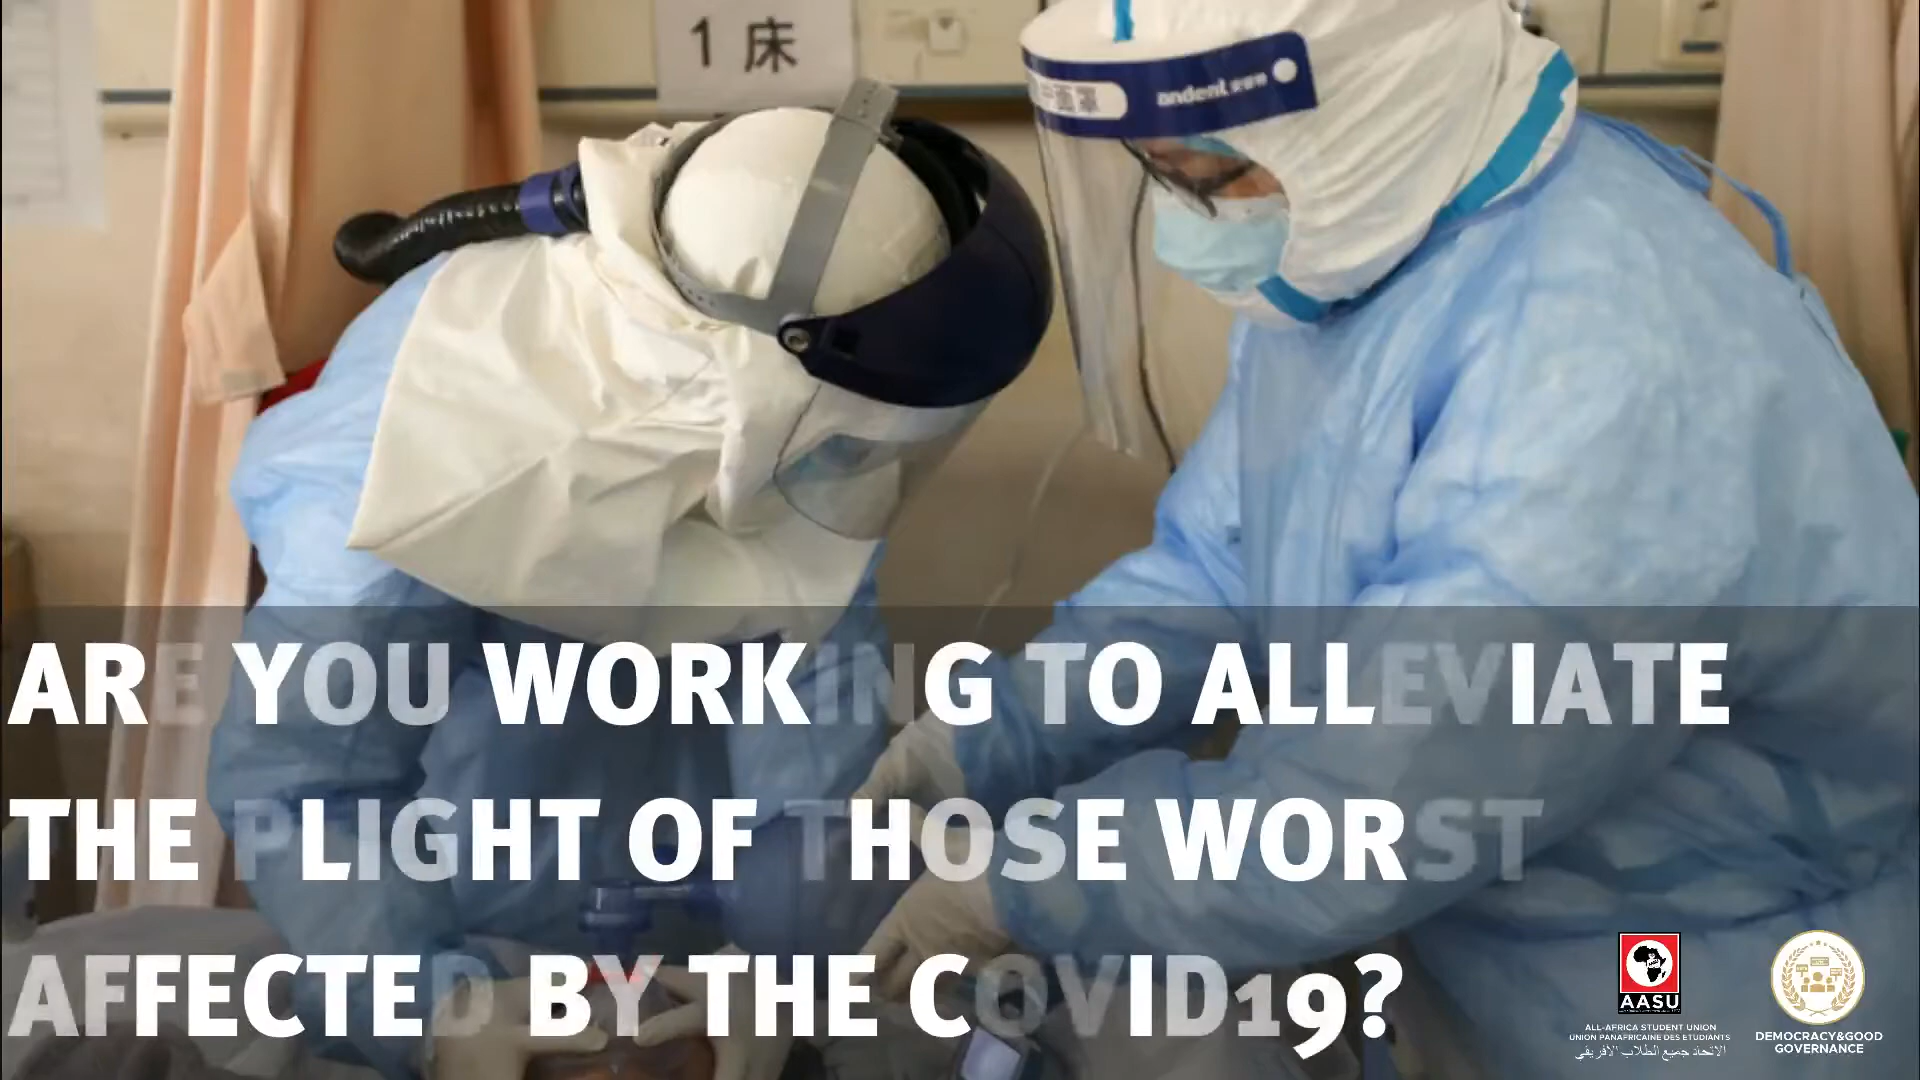 1 床
andent
ARE YOU WORKING TO ALLEVIATE
THE PLIGHT OF THOSE WORST
AFFECTED BY THE COVID19?
AASU
ALL-AFRICA STUDENT UNION
UNION PANAFRICAINE DES ETUDIANTS
الاتحاد جميع الطلاب الافريقي
DEMOCRACY&GOOD
GOVERNANCE